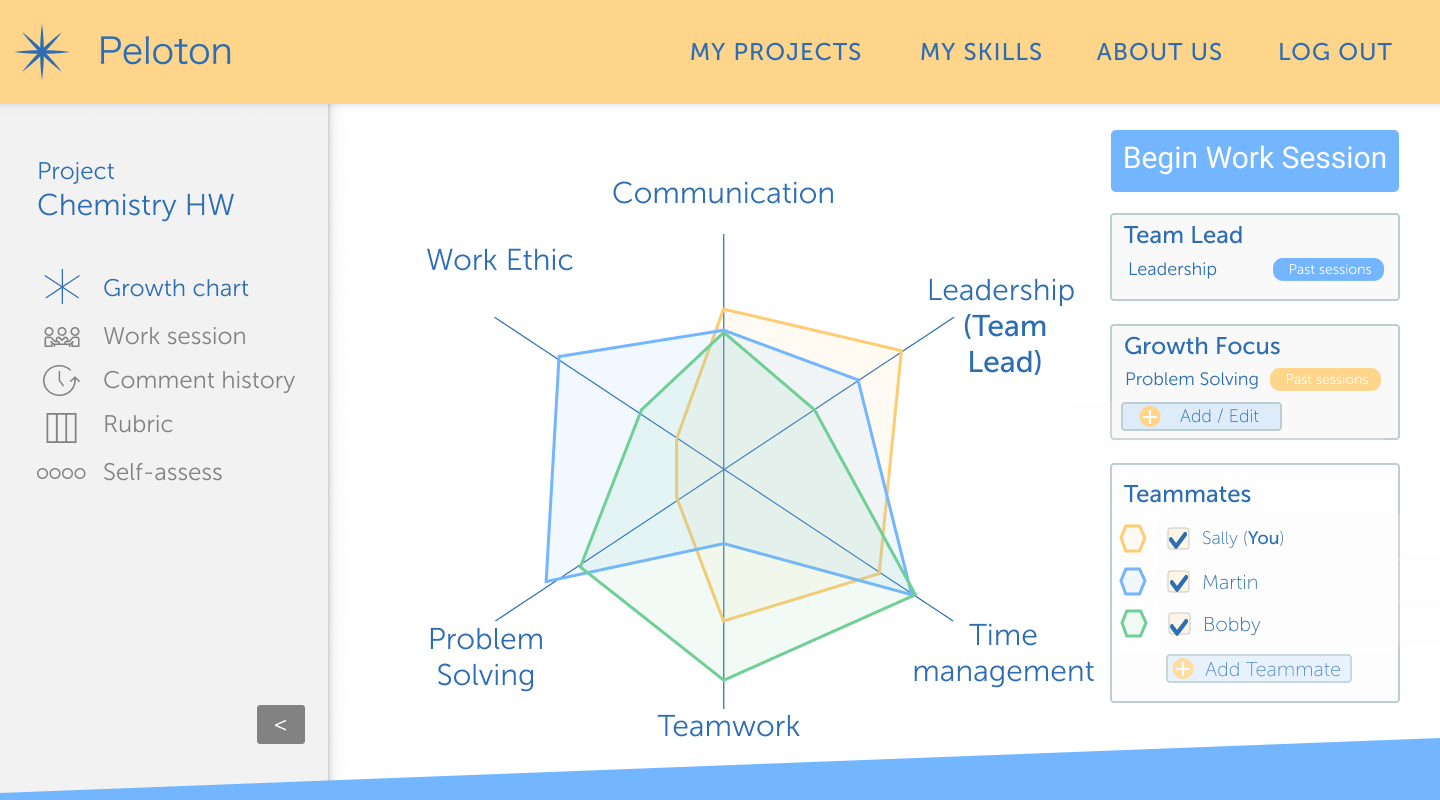 Peloton
MY PROJECTS
MY SKILLS
ABOUT US
LOG OUT
Project
Chemistry HW
Growth chart
Work session
Comment history
Rubric
Self-assess
<
Communication
Work Ethic
Leadership
(Team
Lead)
Problem
Solving
Time
management
Teamwork
Begin Work Session
Team Lead
Leadership
Past sessions
Growth Focus
Problem Solving
Past sessions
Add / Edit
Teammates
Sally (You)
Martin
Bobby
Add Teammate